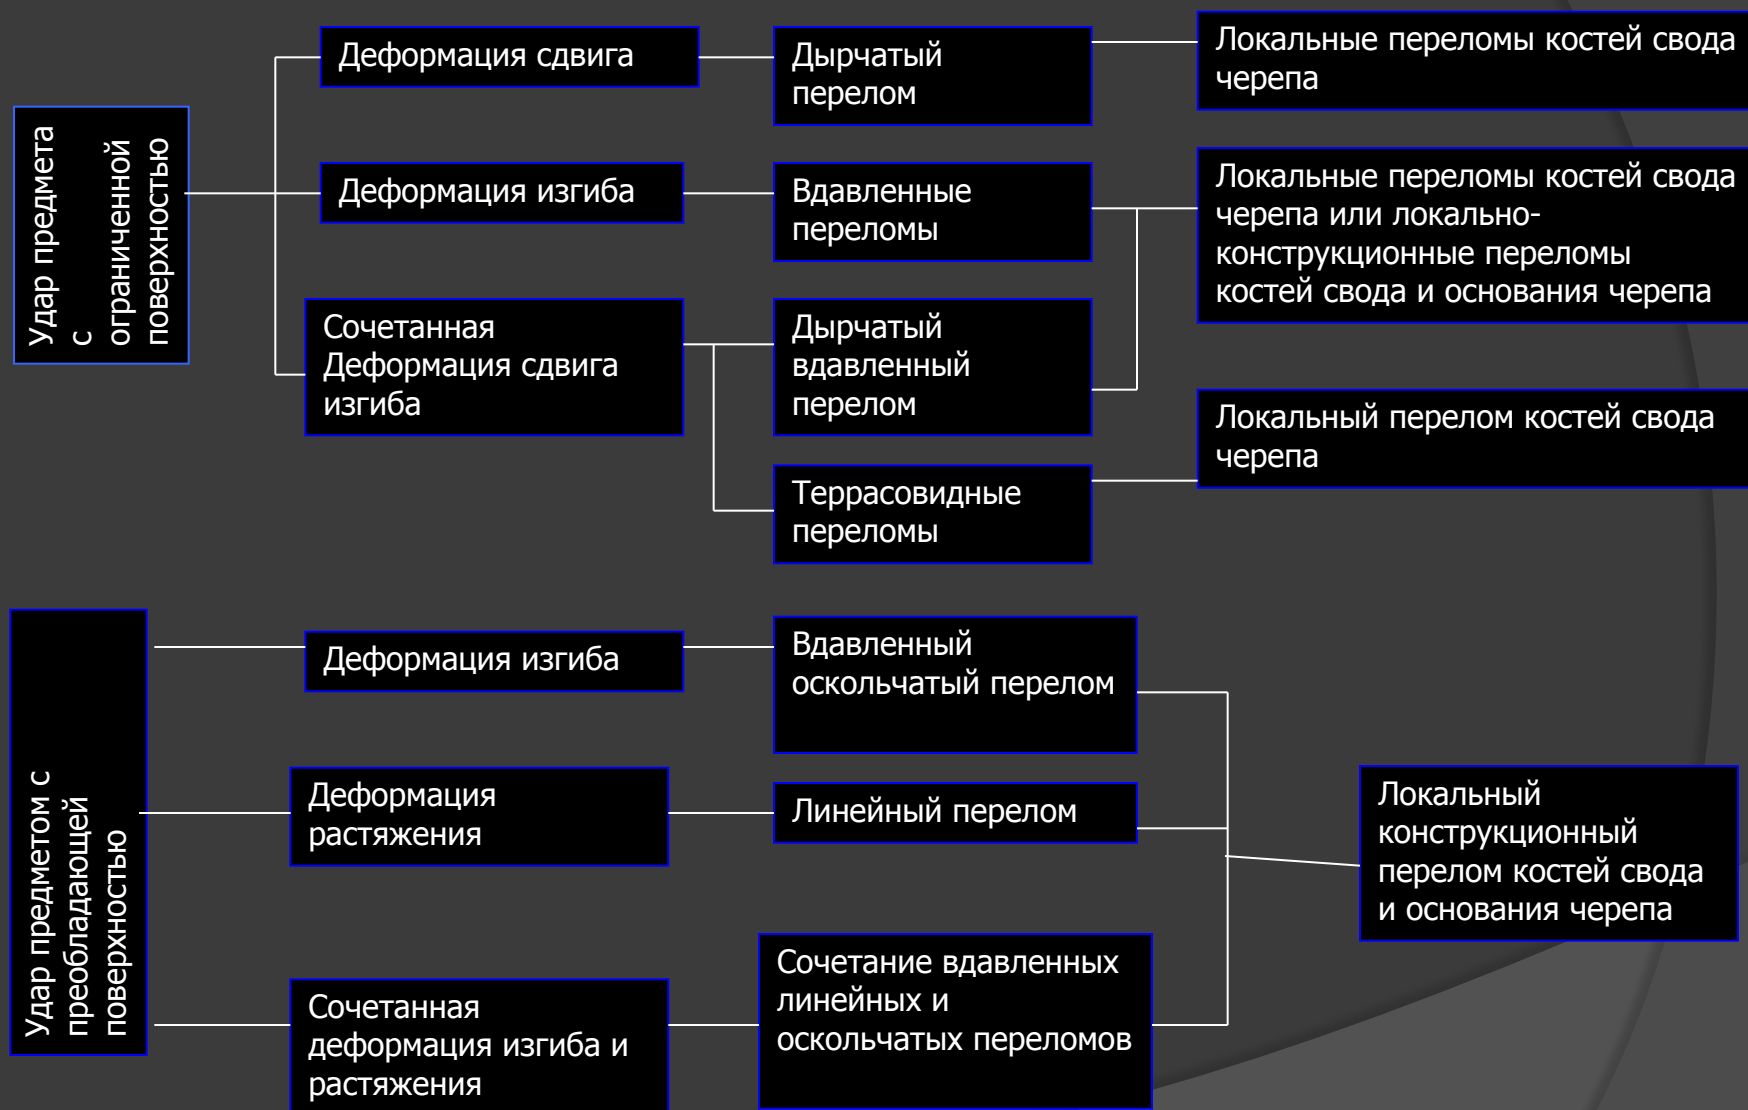 Удар предмета
с
ограниченной
поверхностью
Деформация сдвига
Дырчатый
перелом
Локальные переломы костей свода
черепа
Деформация изгиба
Вдавленные
переломы
Локальные переломы костей свода
черепа или локально-
конструкционные переломы
костей свода и основания черепа
Сочетанная
Деформация сдвига
изгиба
Дырчатый
вдавленный
перелом
Террасовидные
переломы
Локальный перелом костей свода
черепа
Удар предметом с
преобладающей
поверхностью
Деформация изгиба
Вдавленный
оскольчатый перелом
Деформация
растяжения
Линейный перелом
Сочетанная
деформация изгиба и
растяжения
Сочетание вдавленных
линейных и
оскольчатых переломов
Локальный
конструкционный
перелом костей свода
и основания черепа